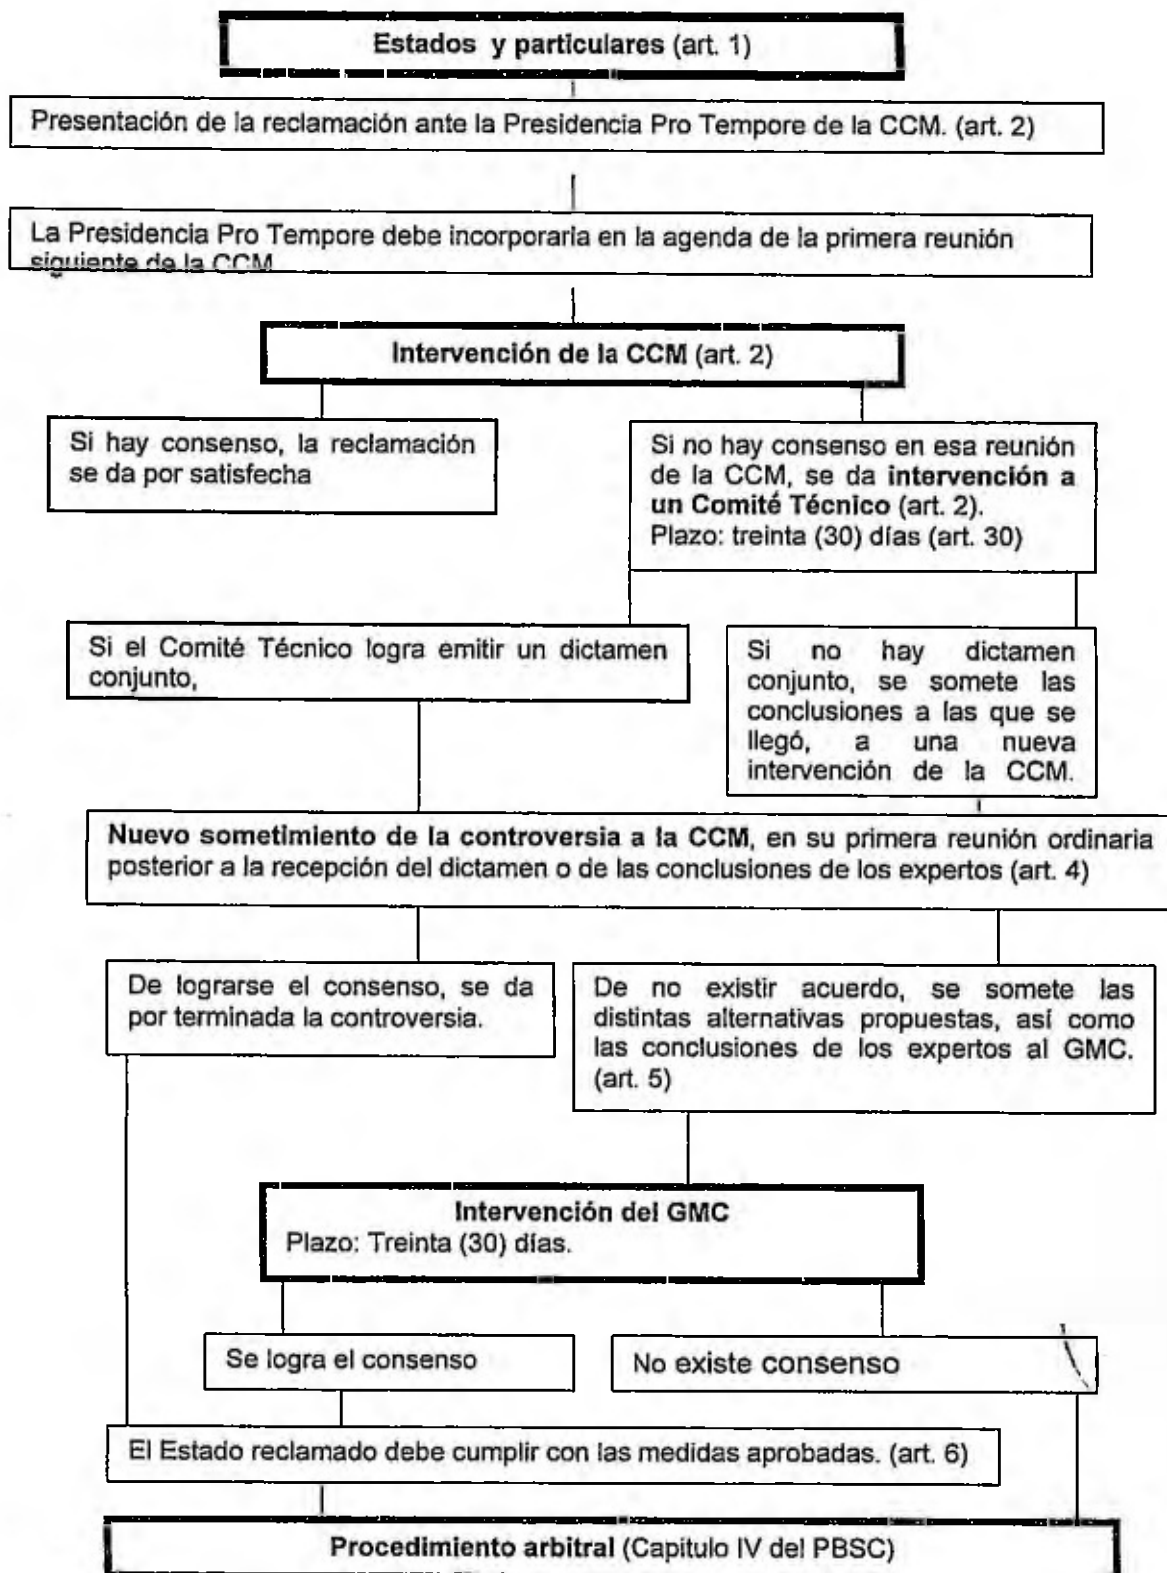 Estados y particulares (art. 1)
Presentación de la reclamación ante la Presidencia Pro Tempore de la CCM. (art. 2)
La Presidencia Pro Tempore debe incorporarla en la agenda de la primera reunión
siguiente de la CCM
Intervención de la CCM (art. 2)
Si hay consenso, la reclamación
se da por satisfecha
Si no hay consenso en esa reunión
de la CCM, se da intervención a
un Comité Técnico (art. 2).
Plazo: treinta (30) días (art. 30)
Si el Comité Técnico logra emitir un dictamen
conjunto,
Si no hay dictamen
conjunto, se somete las
conclusiones a las que se
llegó, a una nueva
intervención de la CCM.
Nuevo sometimiento de la controversia a la CCM, en su primera reunión ordinaria
posterior a la recepción del dictamen o de las conclusiones de los expertos (art. 4)
De lograrse el consenso, se da
por terminada la controversia.
De no existir acuerdo, se somete las
distintas alternativas propuestas, así como
las conclusiones de los expertos al GMC.
(art. 5)
Intervención del GMC
Plazo: Treinta (30) días.
Se logra el consenso
No existe consenso
El Estado reclamado debe cumplir con las medidas aprobadas. (art. 6)
Procedimiento arbitral (Capitulo IV del PBSC)